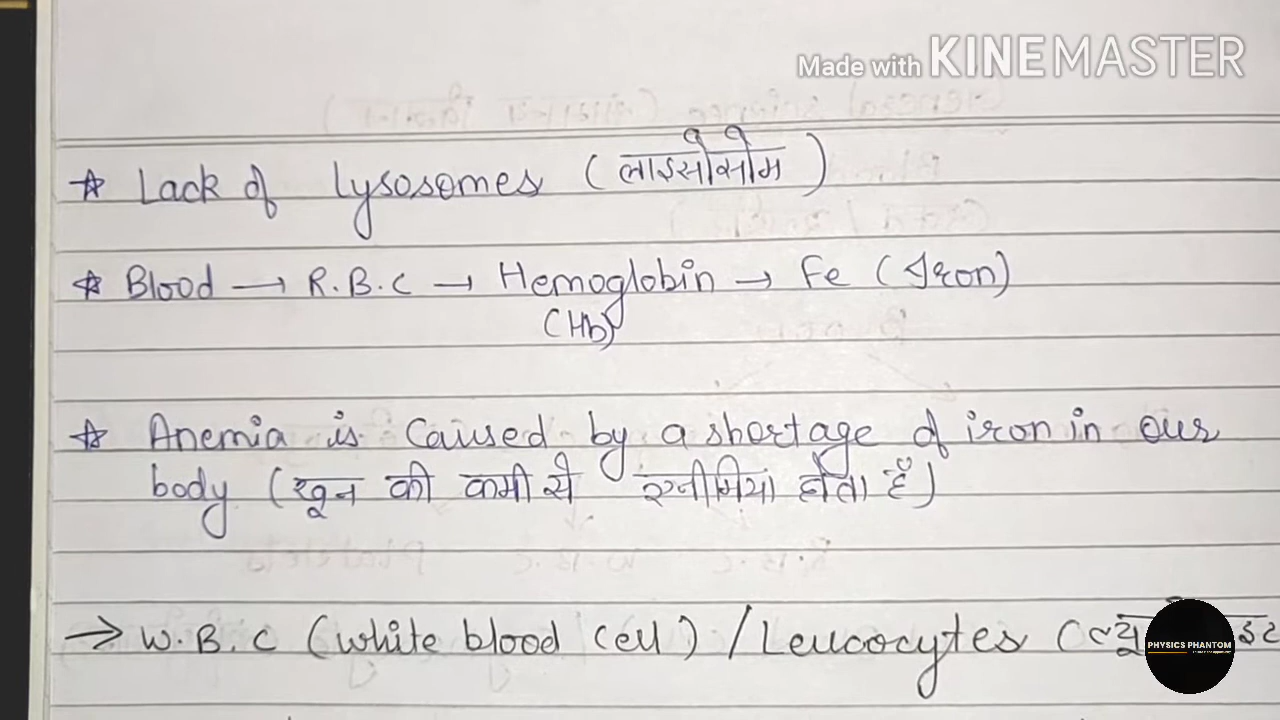 Made with KINEMASTER
☆ Lack of lysosomes (लाइसोसोम)
☆ Blood → R.B.C → Hemoglobin → Fe (Iron)
(Hb)
☆ Anemia is caused by a shortage of iron in our
body (खून की कमी से एनीमिया होता है)
→ W.B.C (white blood cell) / Leucocytes (
PHYSICS PHANTOM